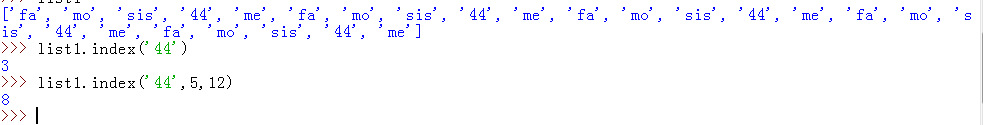 ['fa', 'mo', 'sis', '44', 'me', 'fa', 'mo', 'sis', '44', 'me', 'fa', 'mo', 'sis', '44', 'me', 'fa', 'mo', 's
is', '44', 'me', 'fa', 'mo', 'sis', '44', 'me']
>>> list1.index('44')
3
>>> list1.index('44',5,12)
8
>>>